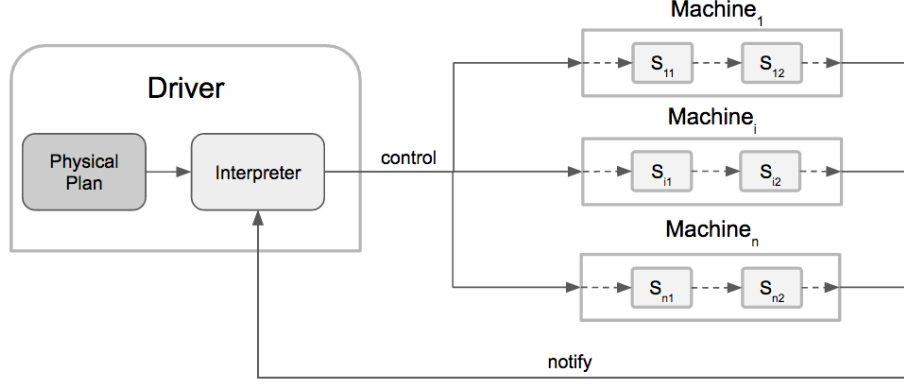 Machine₁
S₁₁
S₁₂
Driver
Physical
Plan
Interpreter
control
Machineᵢ
Sᵢ₁
Sᵢ₂
Machineₙ
Sₙ₁
Sₙ₂
notify